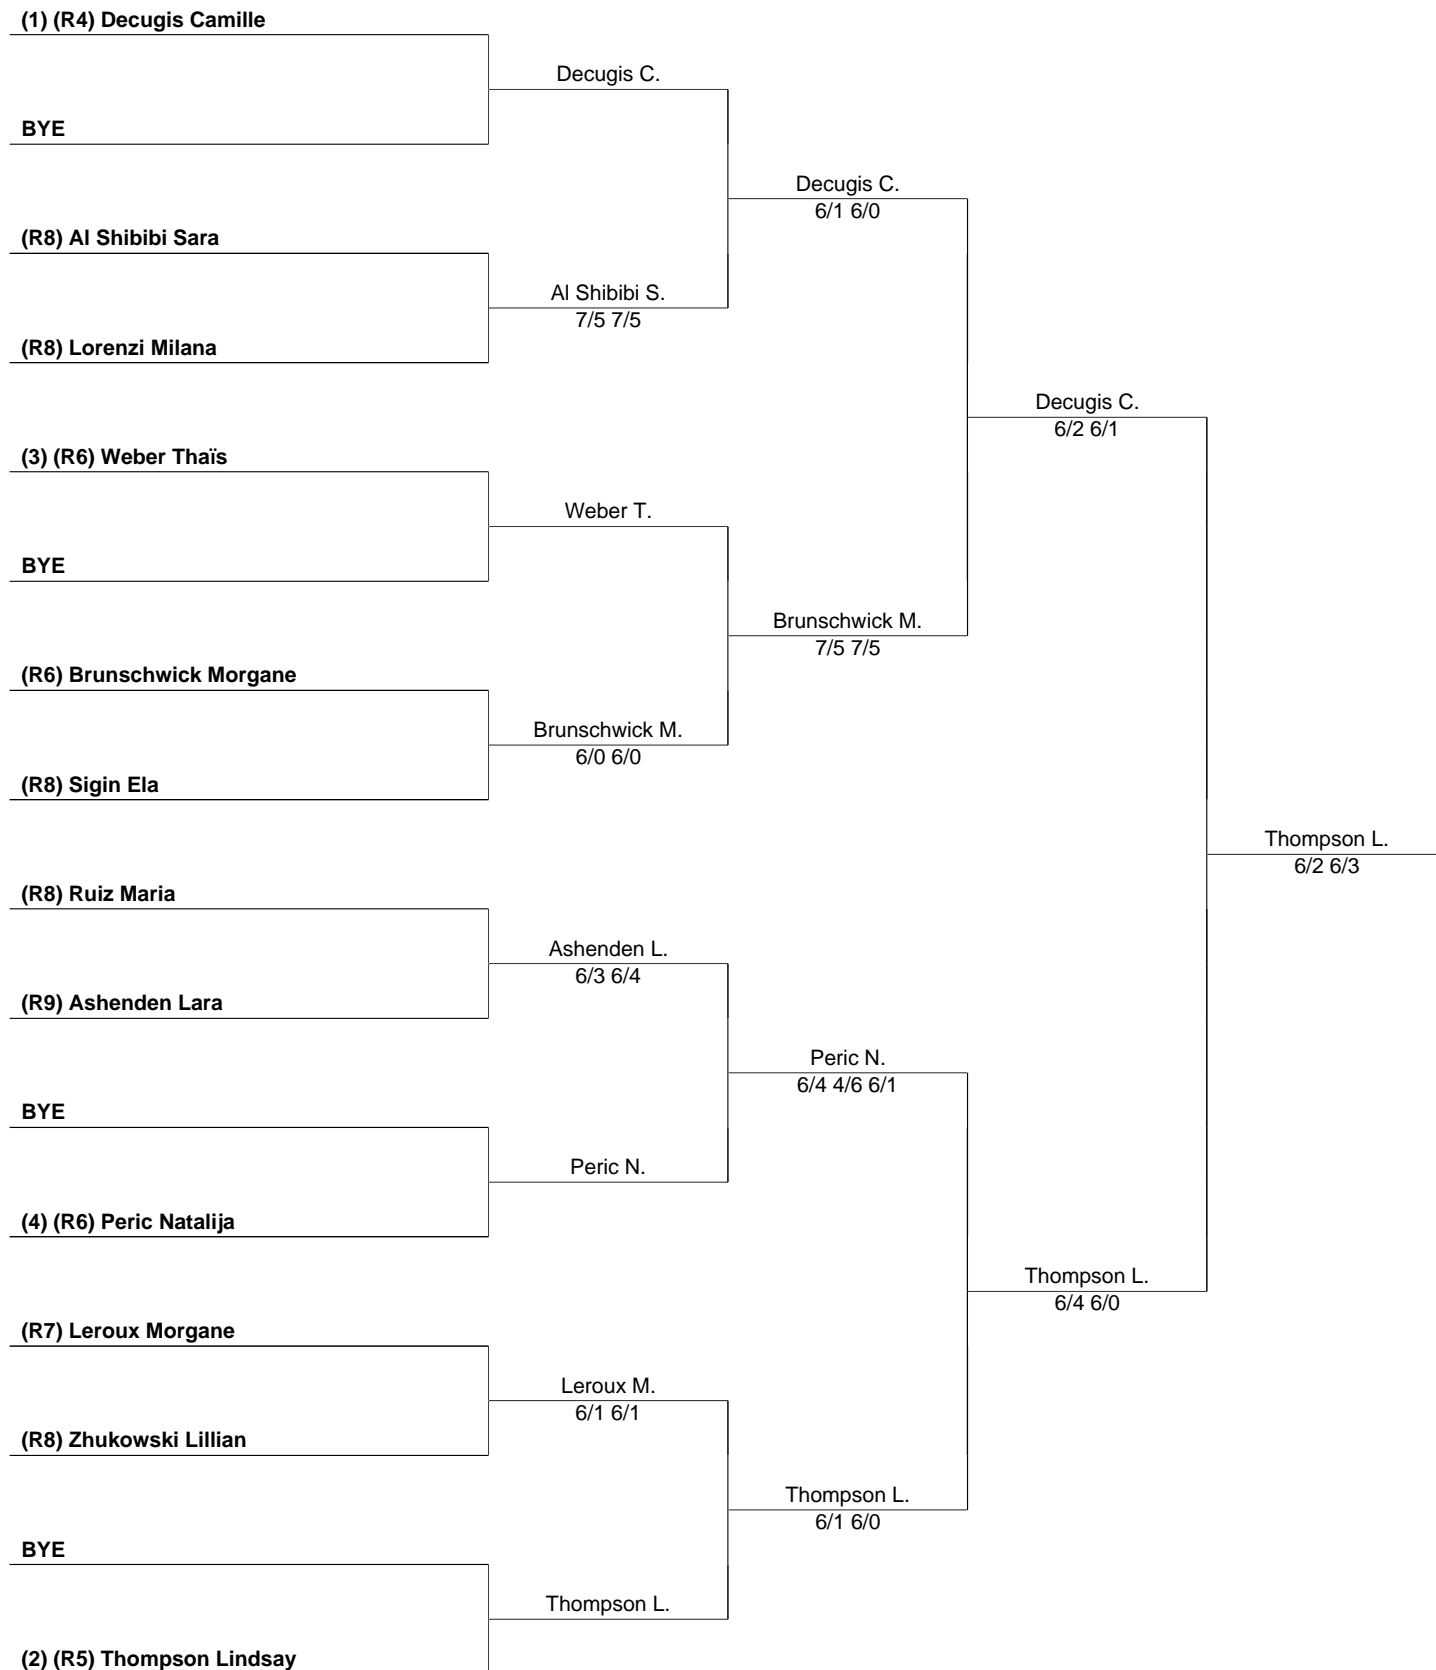 (1) (R4) Decugis Camille
Decugis C.
BYE
Decugis C.
6/1 6/0
(R8) Al Shibibi Sara
Al Shibibi S.
7/5 7/5
(R8) Lorenzi Milana
Decugis C.
6/2 6/1
(3) (R6) Weber Thaïs
Weber T.
BYE
Brunschwick M.
7/5 7/5
(R6) Brunschwick Morgane
Brunschwick M.
6/0 6/0
(R8) Sigin Ela
Thompson L.
6/2 6/3
(R8) Ruiz Maria
Ashenden L.
6/3 6/4
(R9) Ashenden Lara
Peric N.
6/4 4/6 6/1
BYE
Peric N.
(4) (R6) Peric Natalija
Thompson L.
6/4 6/0
(R7) Leroux Morgane
Leroux M.
6/1 6/1
(R8) Zhukowski Lillian
Thompson L.
6/1 6/0
BYE
Thompson L.
(2) (R5) Thompson Lindsay